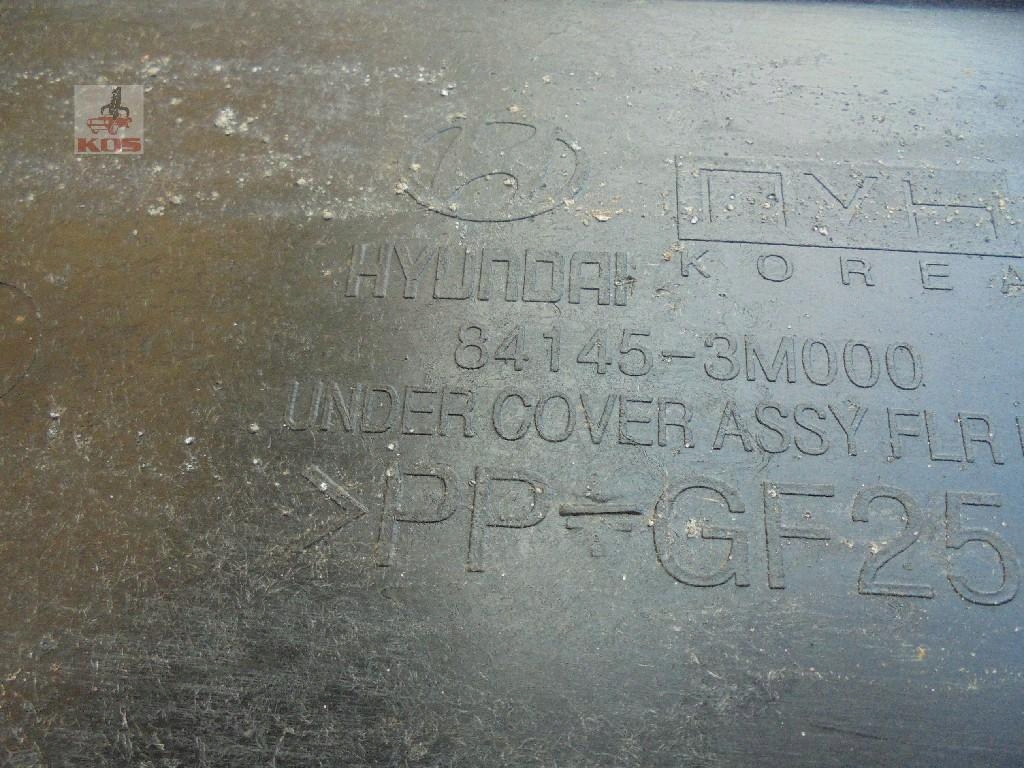 KOS
HYUNDAI
KOREA
84145-3M000
UNDER COVER ASSY FLR
>PP-GF25